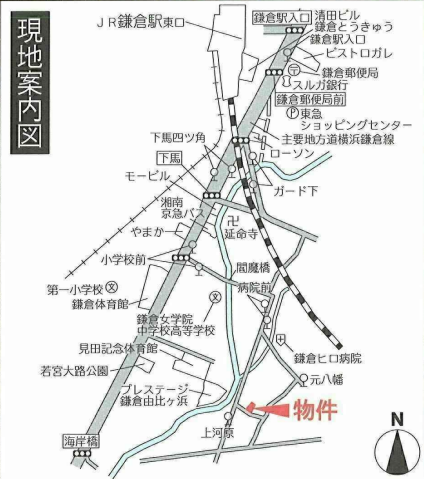 現地案内図
JR鎌倉駅東口
鎌倉駅入口
清田ビル
鎌倉とうきゅう
鎌倉駅入口
ビストロガレ
鎌倉郵便局
スルガ銀行
鎌倉郵便局前
P東急
ショッピングセンター
主要地方道横浜鎌倉線
下馬四ツ角
下馬
ローソン
モービル
ガード下
湘南
京急バス
卍
延命寺
やまか
小学校前
閻魔橋
第一小学校 文
病院前
鎌倉体育館
文
鎌倉女学院
中学校高等学校
見田記念体育館
鎌倉ヒロ病院
若宮大路公園
元八幡
プレステージ
鎌倉由比ヶ浜
物件
上河原
海岸橋
N